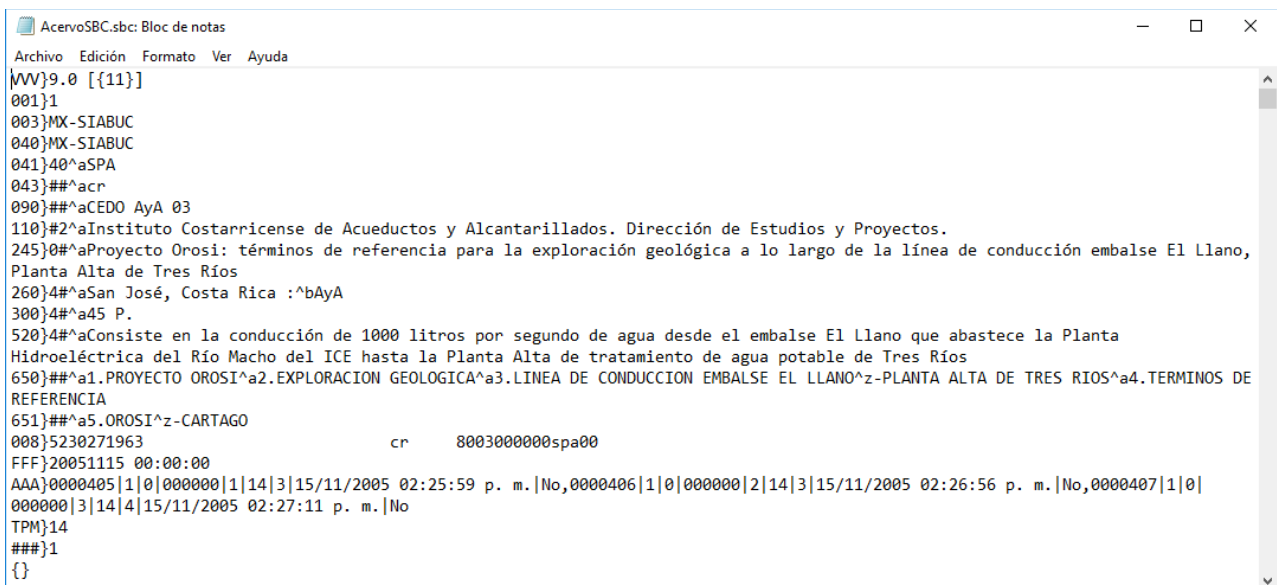 AcervoSBC.sbc: Bloc de notas
Archivo Edición Formato Ver Ayuda
VVV}9.0 [{11}]
001}1
003}MX-SIABUC
040}MX-SIABUC
041}40^aSPA
043}##^acr
090}##^aCEDO AyA 03
110}#2^aInstituto Costarricense de Acueductos y Alcantarillados. Dirección de Estudios y Proyectos.
245}0#^aProyecto Orosi: términos de referencia para la exploración geológica a lo largo de la línea de conducción embalse El Llano,
Planta Alta de Tres Ríos
260}4#^aSan José, Costa Rica :^bAyA
300}4#^a45 P.
520}4#^aConsiste en la conducción de 1000 litros por segundo de agua desde el embalse El Llano que abastece la Planta
Hidroeléctrica del Río Macho del ICE hasta la Planta Alta de tratamiento de agua potable de Tres Ríos
650}##^a1.PROYECTO OROSI^a2.EXPLORACION GEOLOGICA^a3.LINEA DE CONDUCCION EMBALSE EL LLANO^z-PLANTA ALTA DE TRES RIOS^a4.TERMINOS DE
REFERENCIA
651}##^a5.OROSI^z-CARTAGO
008}5230271963                               cr      8003000000spa00
FFF}20051115 00:00:00
AAA}0000405|1|0|000000|1|14|3|15/11/2005 02:25:59 p. m.|No,0000406|1|0|000000|2|14|3|15/11/2005 02:26:56 p. m.|No,0000407|1|0|
000000|3|14|4|15/11/2005 02:27:11 p. m.|No
TPM}14
###}1
{}